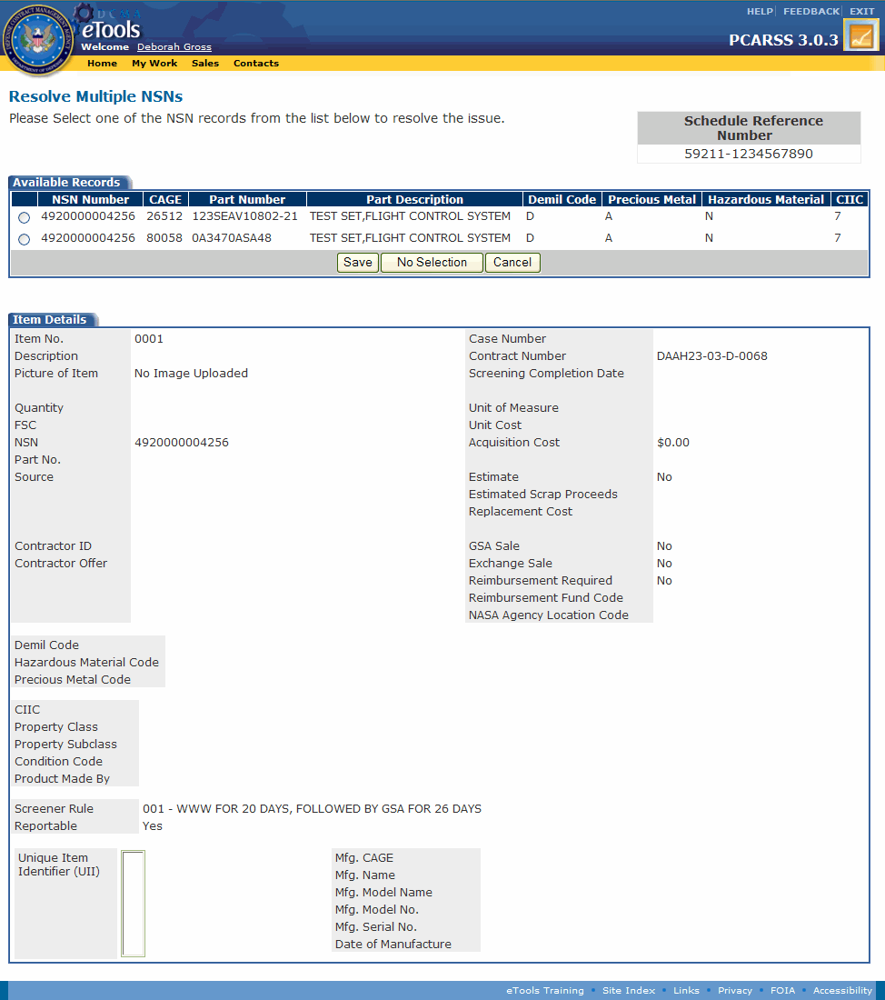 HELP FEEDBACK EXIT
DCMA
eTools
PCARSS 3.0.3
Welcome Deborah Gross
Home My Work Sales Contacts
Resolve Multiple NSNs
Please Select one of the NSN records from the list below to resolve the issue.
Schedule Reference
Number
59211-1234567890
Available Records
NSN Number CAGE Part Number Part Description Demil Code Precious Metal Hazardous Material CIIC
4920000004256 26512 123SEAV10802-21 TEST SET,FLIGHT CONTROL SYSTEM D A N 7
4920000004256 80058 0A3470ASA48 TEST SET,FLIGHT CONTROL SYSTEM D A N 7
Save No Selection Cancel
Item Details
Item No. 0001 Case Number
Description Contract Number DAAH23-03-D-0068
Picture of Item No Image Uploaded Screening Completion Date
Quantity Unit of Measure
FSC Unit Cost
NSN 4920000004256 Acquisition Cost $0.00
Part No.
Source Estimate No
Estimated Scrap Proceeds
Replacement Cost
Contractor ID GSA Sale No
Contractor Offer Exchange Sale No
Reimbursement Required No
Reimbursement Fund Code
NASA Agency Location Code
Demil Code
Hazardous Material Code
Precious Metal Code
CIIC
Property Class
Property Subclass
Condition Code
Product Made By
Screener Rule 001 - WWW FOR 20 DAYS, FOLLOWED BY GSA FOR 26 DAYS
Reportable Yes
Unique Item Mfg. CAGE
Identifier (UII) Mfg. Name
Mfg. Model Name
Mfg. Model No.
Mfg. Serial No.
Date of Manufacture
eTools Training • Site Index • Links • Privacy • FOIA • Accessibility